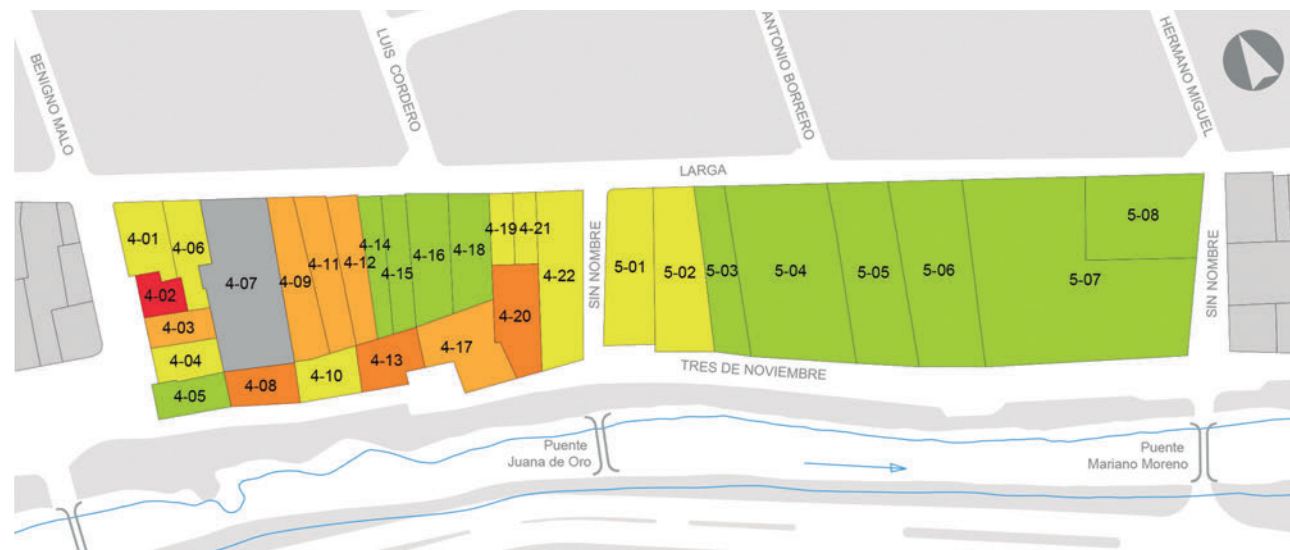 BENIGNO MALO
LUIS CORDERO
ANTONIO BORRERO
HERMANO MIGUEL
LARGA
4-01
4-06
4-02
4-03
4-04
4-05
4-07
4-08
4-09
4-11
4-12
4-10
4-13
4-14
4-15
4-16
4-18
4-17
4-19
4-21
4-20
4-22
SIN NOMBRE
5-01
5-02
5-03
5-04
5-05
5-06
5-07
5-08
SIN NOMBRE
TRES DE NOVIEMBRE
Puente
Juana de Oro
Puente
Mariano Moreno